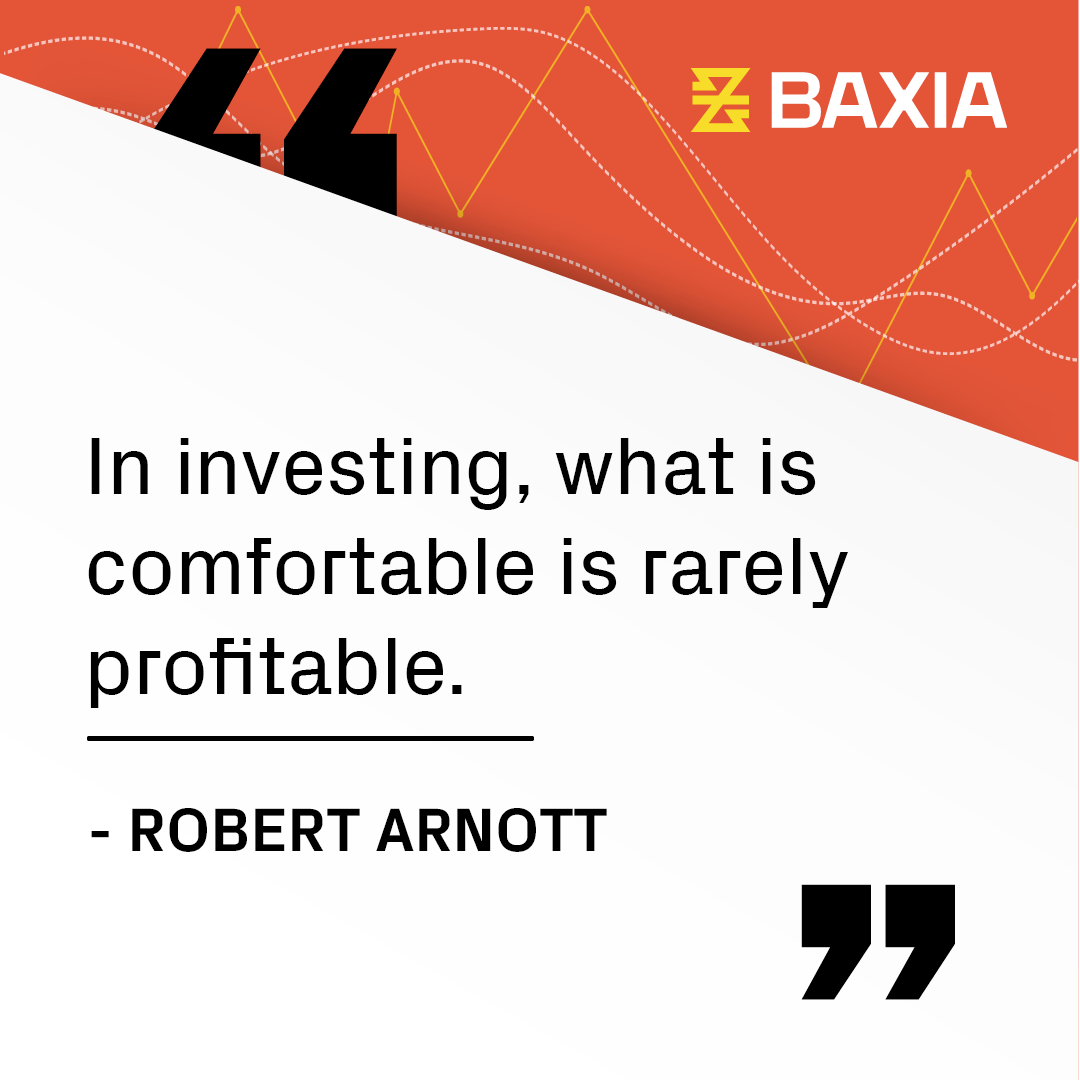 BAXIA
“
In investing, what is
comfortable is rarely
profitable.
- ROBERT ARNOTT
”